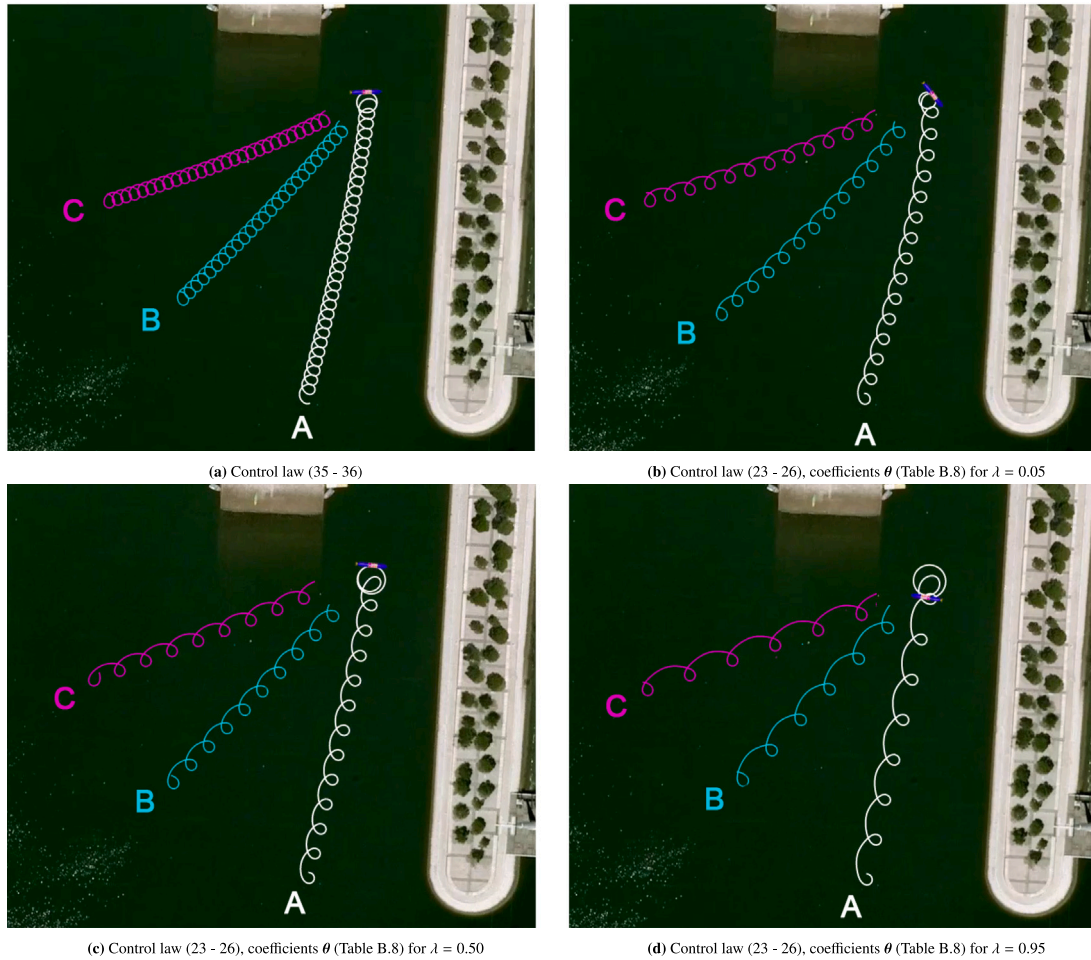 C
B
A
(a) Control law (35 - 36)
C
B
A
(b) Control law (23 - 26), coefficients θ (Table B.8) for λ = 0.05
C
B
A
(c) Control law (23 - 26), coefficients θ (Table B.8) for λ = 0.50
C
B
A
(d) Control law (23 - 26), coefficients θ (Table B.8) for λ = 0.95